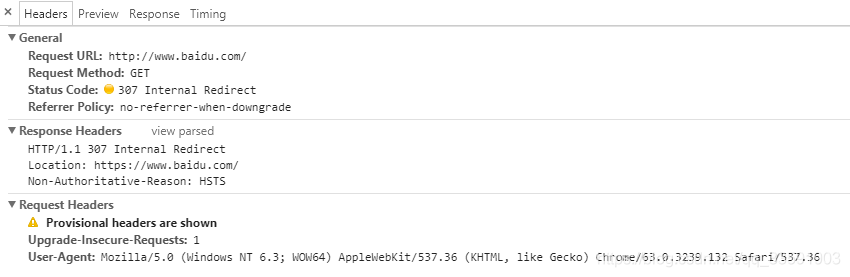 × Headers Preview Response Timing
▼ General
Request URL: http://www.baidu.com/
Request Method: GET
Status Code: 307 Internal Redirect
Referrer Policy: no-referrer-when-downgrade
▼ Response Headers view parsed
HTTP/1.1 307 Internal Redirect
Location: https://www.baidu.com/
Non-Authoritative-Reason: HSTS
▼ Request Headers
Provisional headers are shown
Upgrade-Insecure-Requests: 1
User-Agent: Mozilla/5.0 (Windows NT 6.3; WOW64) AppleWebKit/537.36 (KHTML, like Gecko) Chrome/63.0.3239.132 Safari/537.36